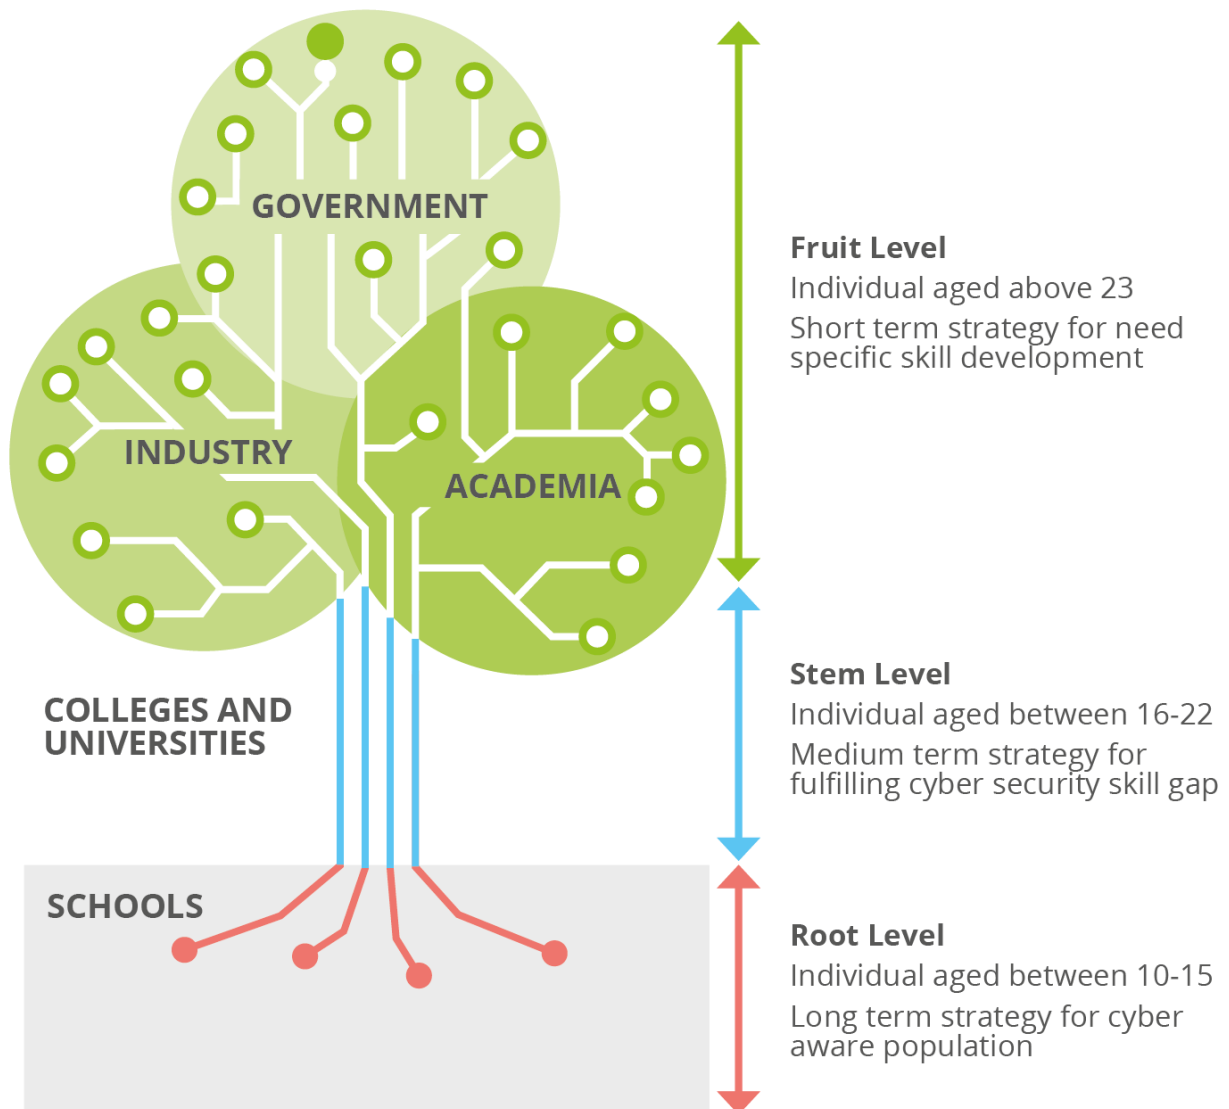 GOVERNMENT
INDUSTRY
ACADEMIA
COLLEGES AND
UNIVERSITIES
SCHOOLS
Fruit Level
Individual aged above 23
Short term strategy for need
specific skill development
Stem Level
Individual aged between 16-22
Medium term strategy for
fulfilling cyber security skill gap
Root Level
Individual aged between 10-15
Long term strategy for cyber
aware population